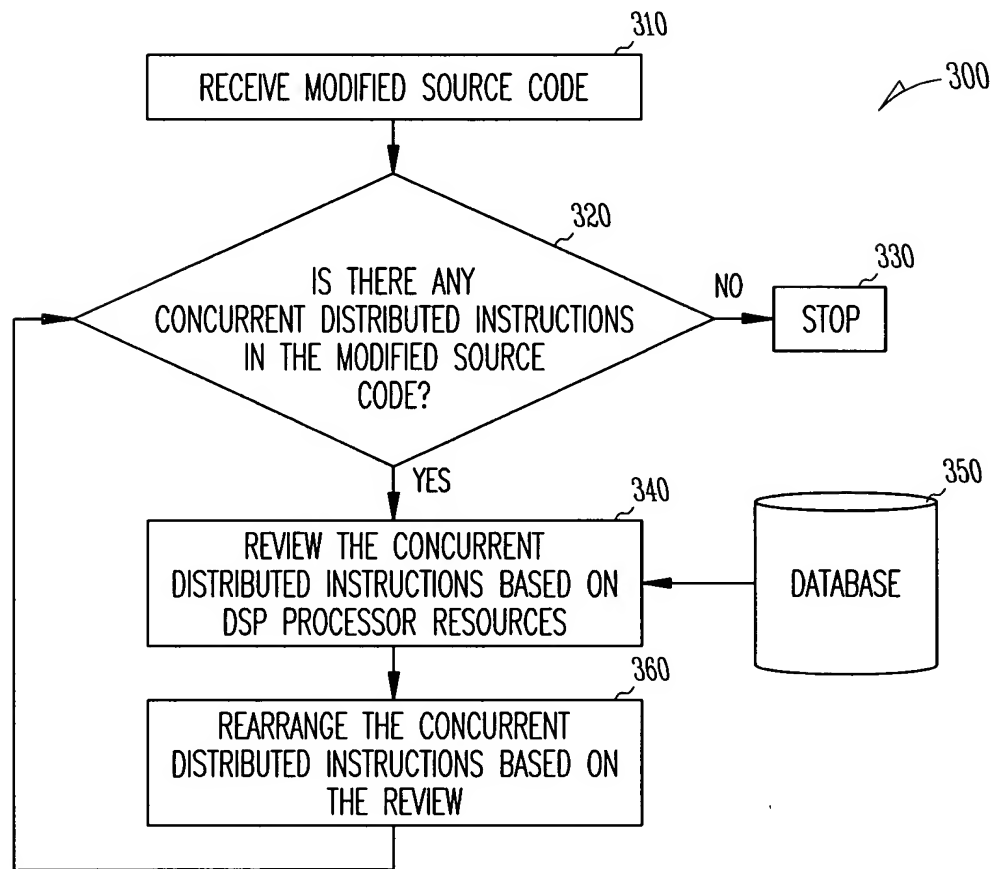 310
RECEIVE MODIFIED SOURCE CODE
300
320
IS THERE ANY
CONCURRENT DISTRIBUTED INSTRUCTIONS
IN THE MODIFIED SOURCE
CODE?
NO
330
STOP
YES
340
REVIEW THE CONCURRENT
DISTRIBUTED INSTRUCTIONS BASED ON
DSP PROCESSOR RESOURCES
350
DATABASE
360
REARRANGE THE CONCURRENT
DISTRIBUTED INSTRUCTIONS BASED ON
THE REVIEW